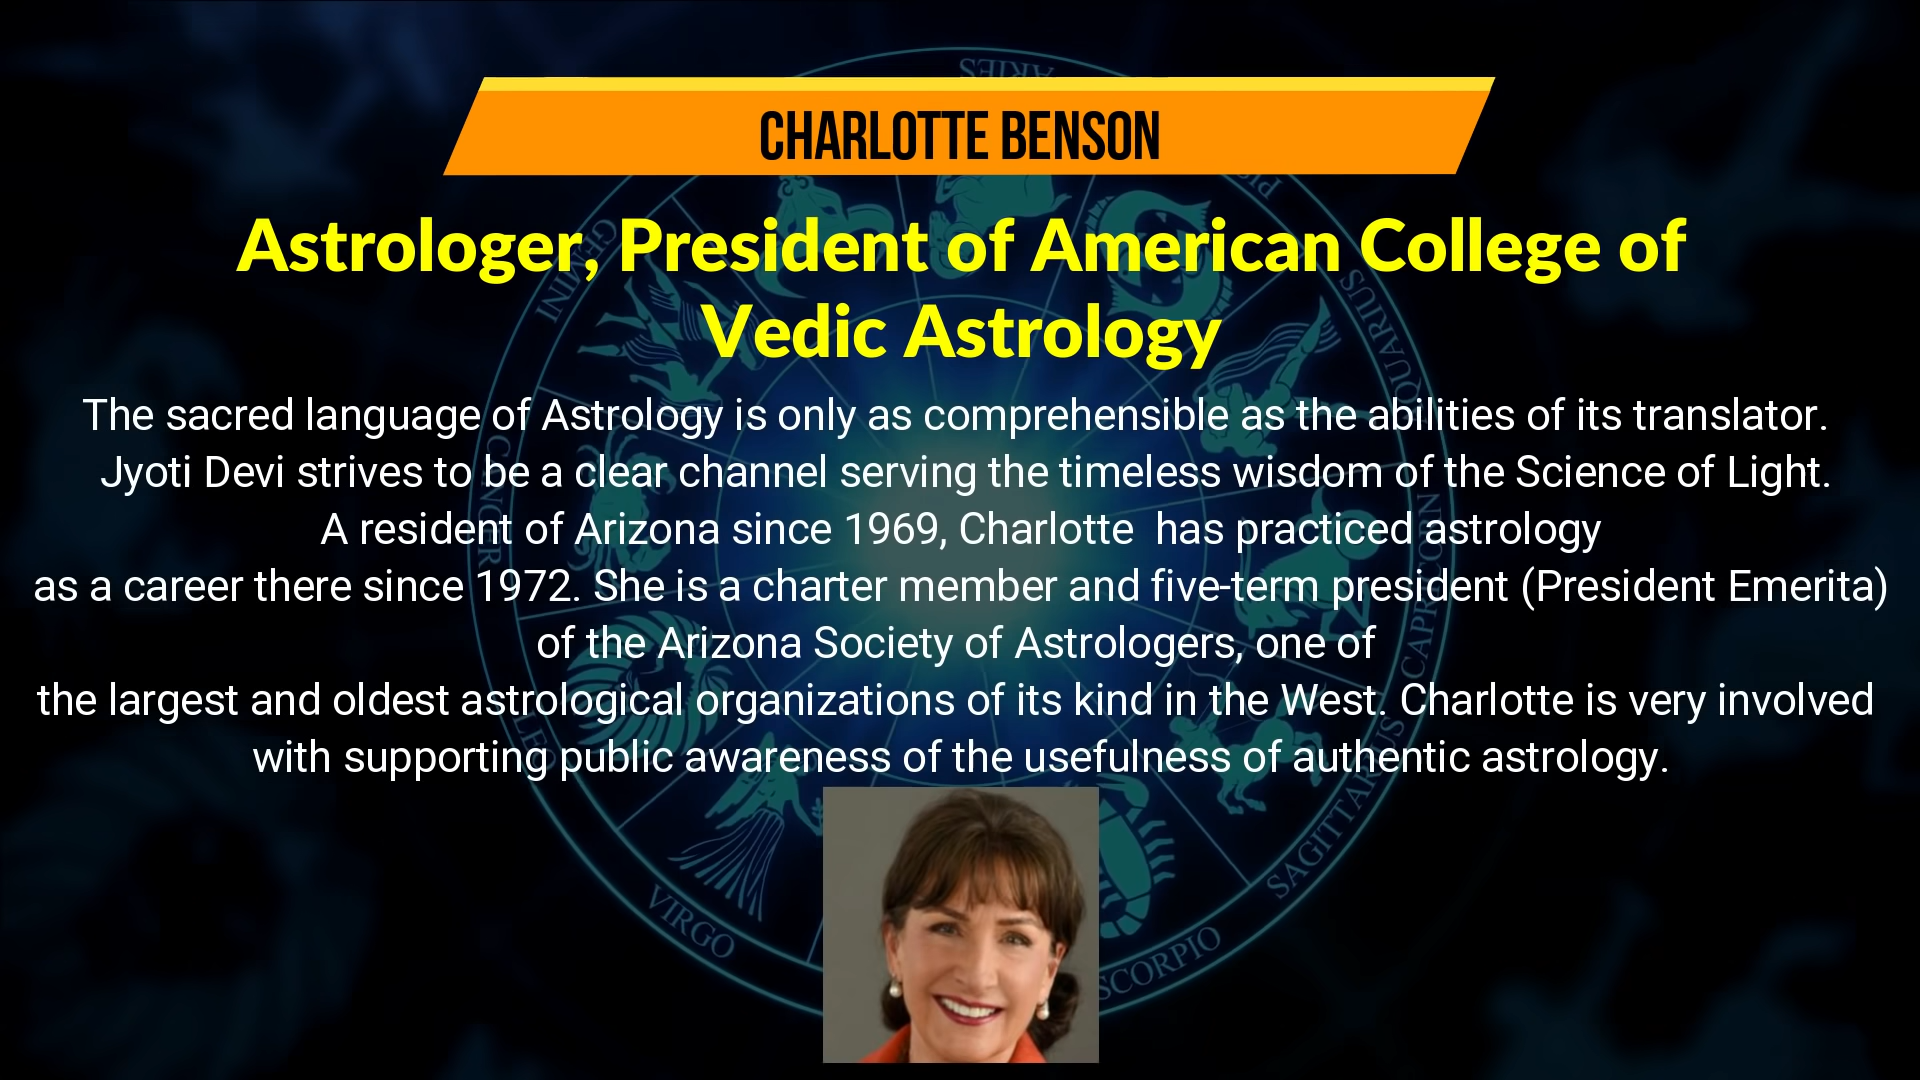 ARIES
CHARLOTTE BENSON
Astrologer, President of American College of
Vedic Astrology
The sacred language of Astrology is only as comprehensible as the abilities of its translator.
Jyoti Devi strives to be a clear channel serving the timeless wisdom of the Science of Light.
A resident of Arizona since 1969, Charlotte  has practiced astrology
as a career there since 1972. She is a charter member and five-term president (President Emerita)
of the Arizona Society of Astrologers, one of
the largest and oldest astrological organizations of its kind in the West. Charlotte is very involved
with supporting public awareness of the usefulness of authentic astrology.
GEMINI
AQUARIUS
CANCER
CAPRICORN
SAGITTARIUS
VIRGO
SCORPIO